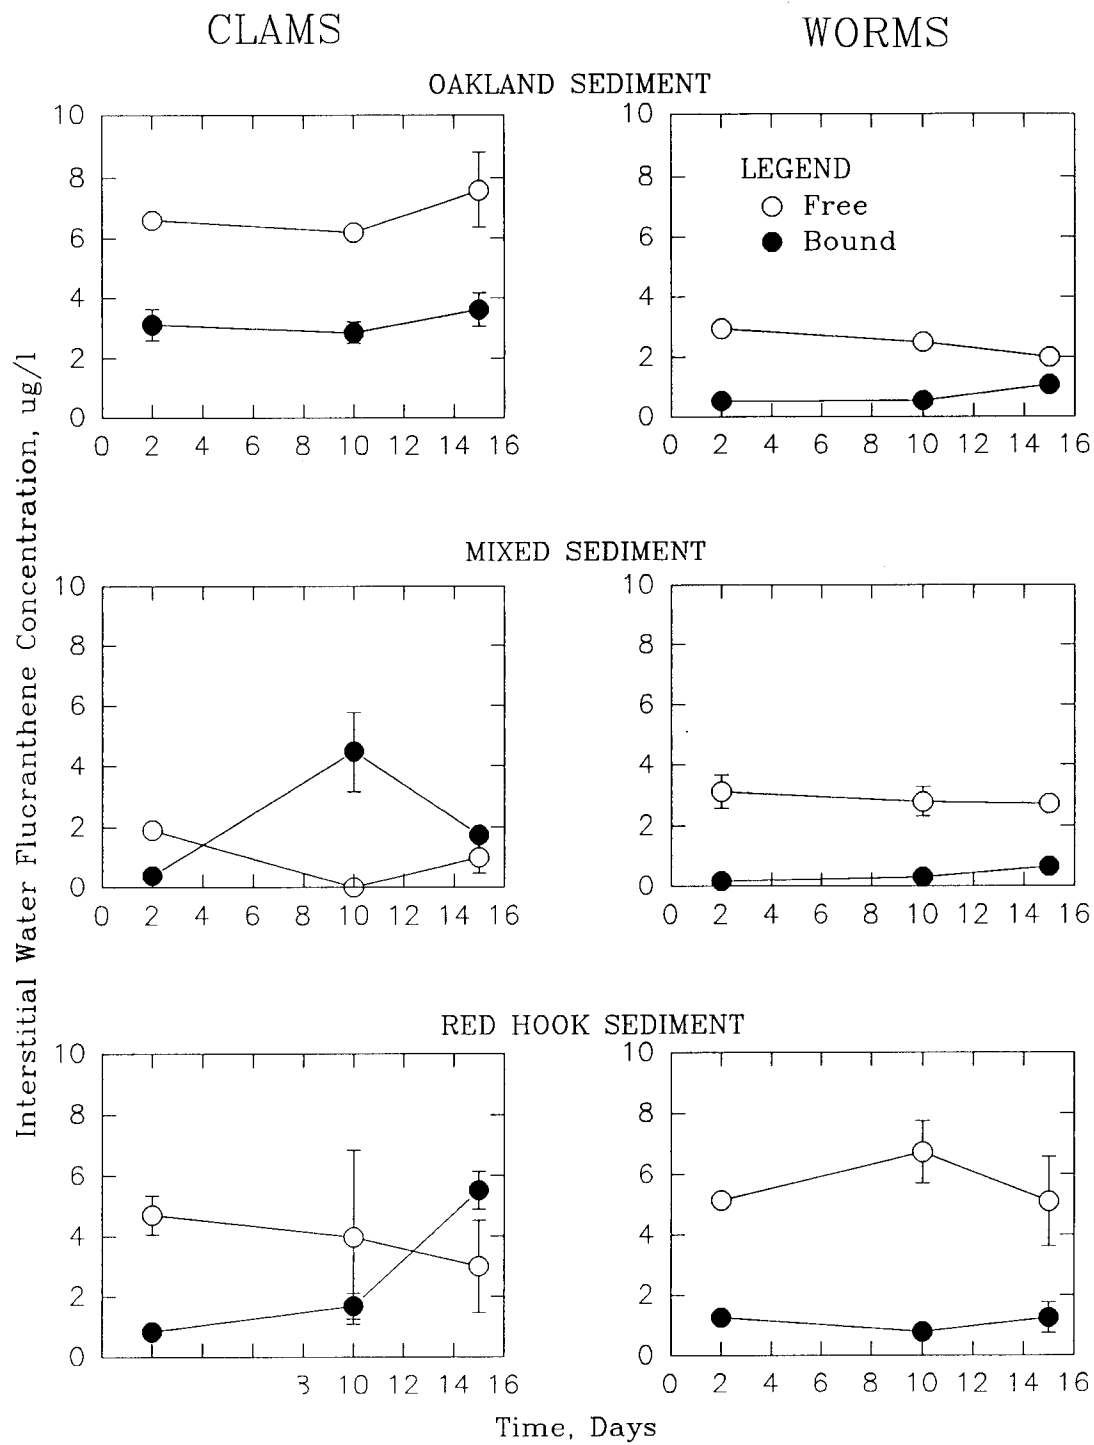 CLAMS WORMS
OAKLAND SEDIMENT
10 10
8 8
6 6
4 4
2 2
0 0
0 2 4 6 8 10 12 14 16 0 2 4 6 8 10 12 14 16
LEGEND
Free
Bound
Interstitial Water Fluoranthene Concentration, ug/l
MIXED SEDIMENT
10 10
8 8
6 6
4 4
2 2
0 0
0 2 4 6 8 10 12 14 16 0 2 4 6 8 10 12 14 16
RED HOOK SEDIMENT
10 10
8 8
6 6
4 4
2 2
0 0
10 12 14 16 0 2 4 6 8 10 12 14 16
Time, Days